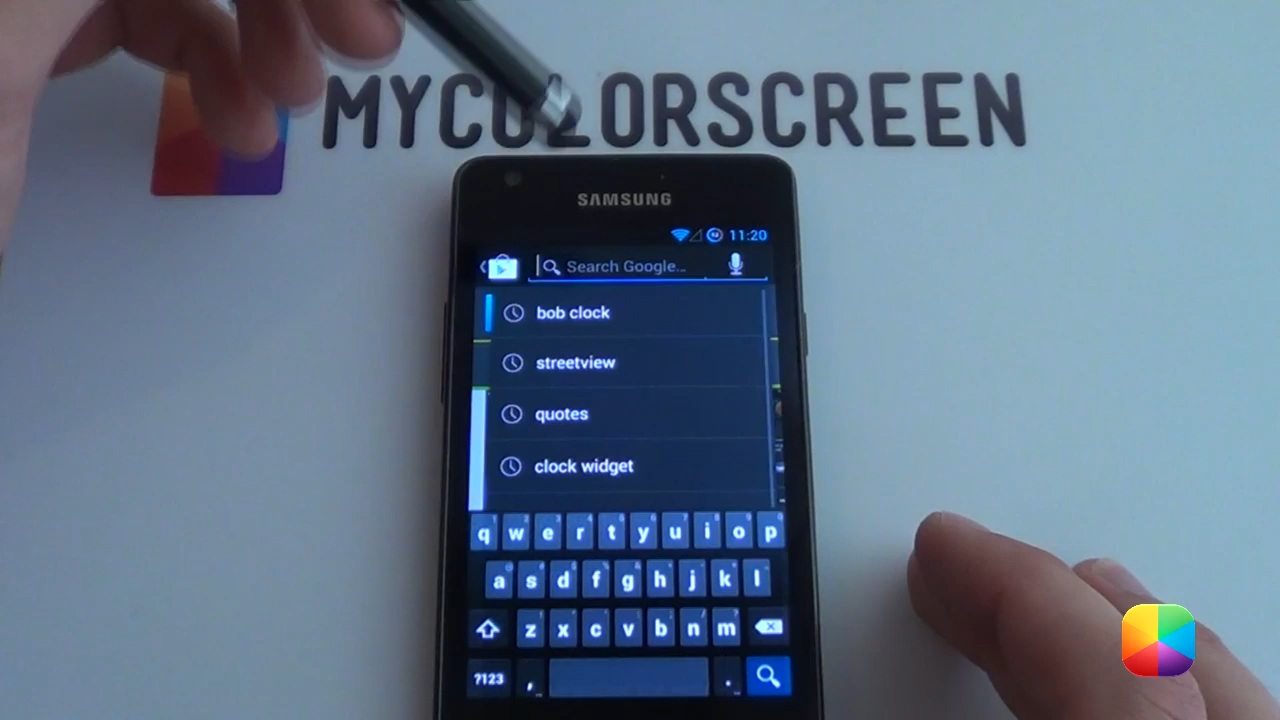 MYCOLORSCREEN
SAMSUNG
11:20
Search Google...
bob clock
streetview
quotes
clock widget
q w e r t y u i o p
a s d f g h j k l
z x c v b n m
?123 , .